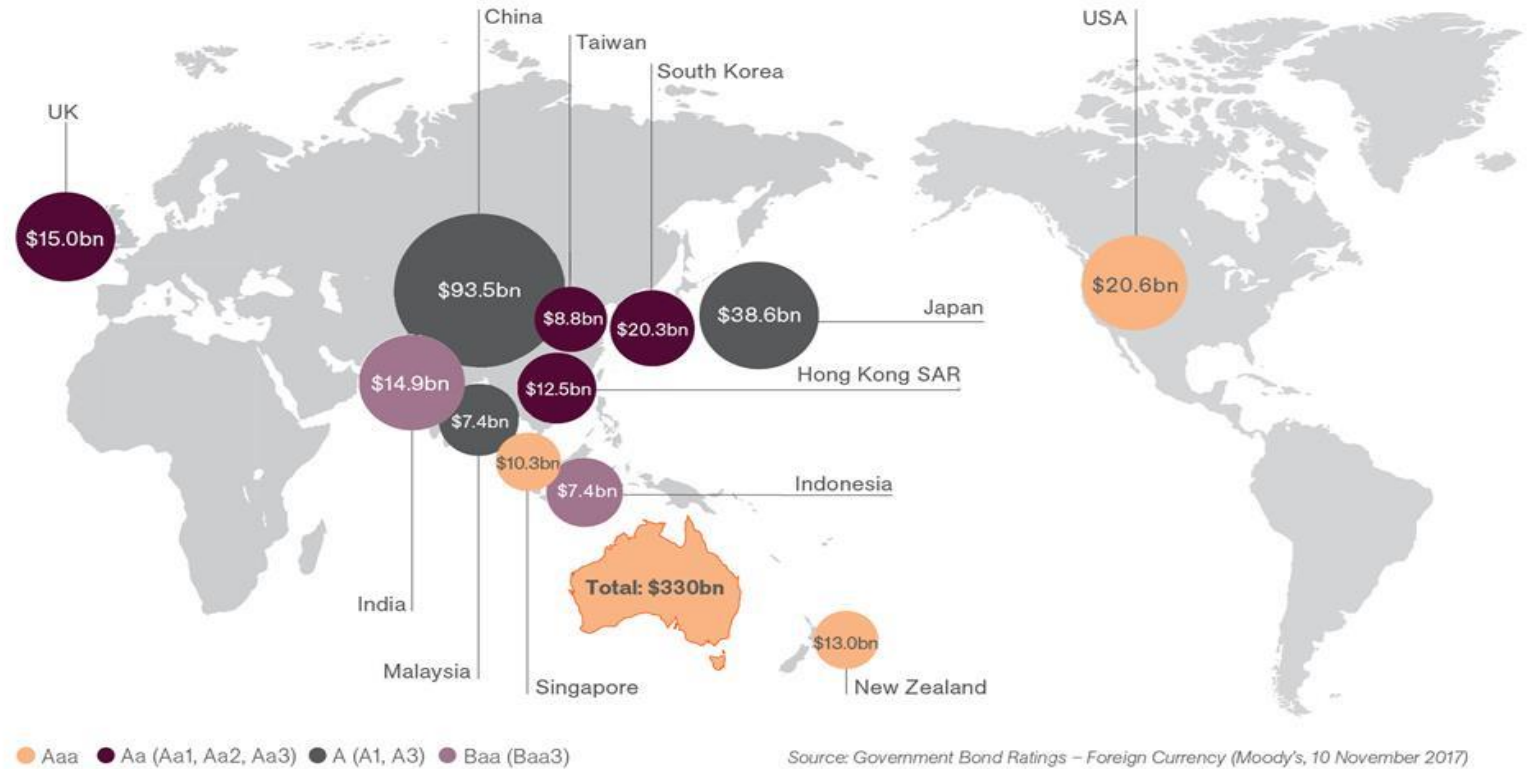 China
USA
Taiwan
South Korea
UK
$15.0bn
$93.5bn
$20.6bn
$8.8bn
$20.3bn
$38.6bn
Japan
$14.9bn
$12.5bn
Hong Kong SAR
$7.4bn
$10.3bn
$7.4bn
Indonesia
Total: $330bn
India
$13.0bn
Malaysia
Singapore
New Zealand
Aaa
Aa (Aa1, Aa2, Aa3)
A (A1, A3)
Baa (Baa3)
Source: Government Bond Ratings – Foreign Currency (Moody's, 10 November 2017)